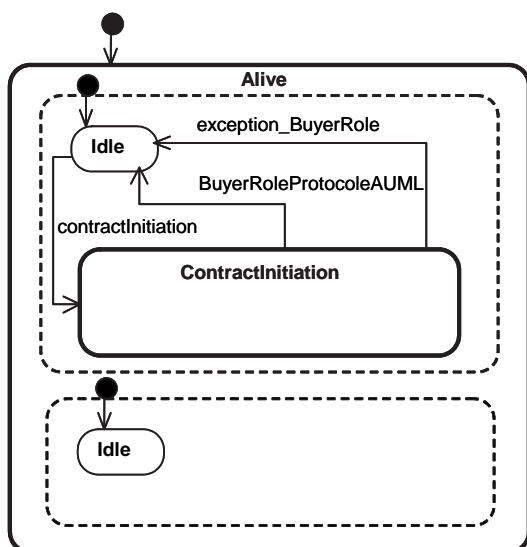 Alive
exception_BuyerRole
Idle
BuyerRoleProtocoleAUML
contractInitiation
ContractInitiation
Idle